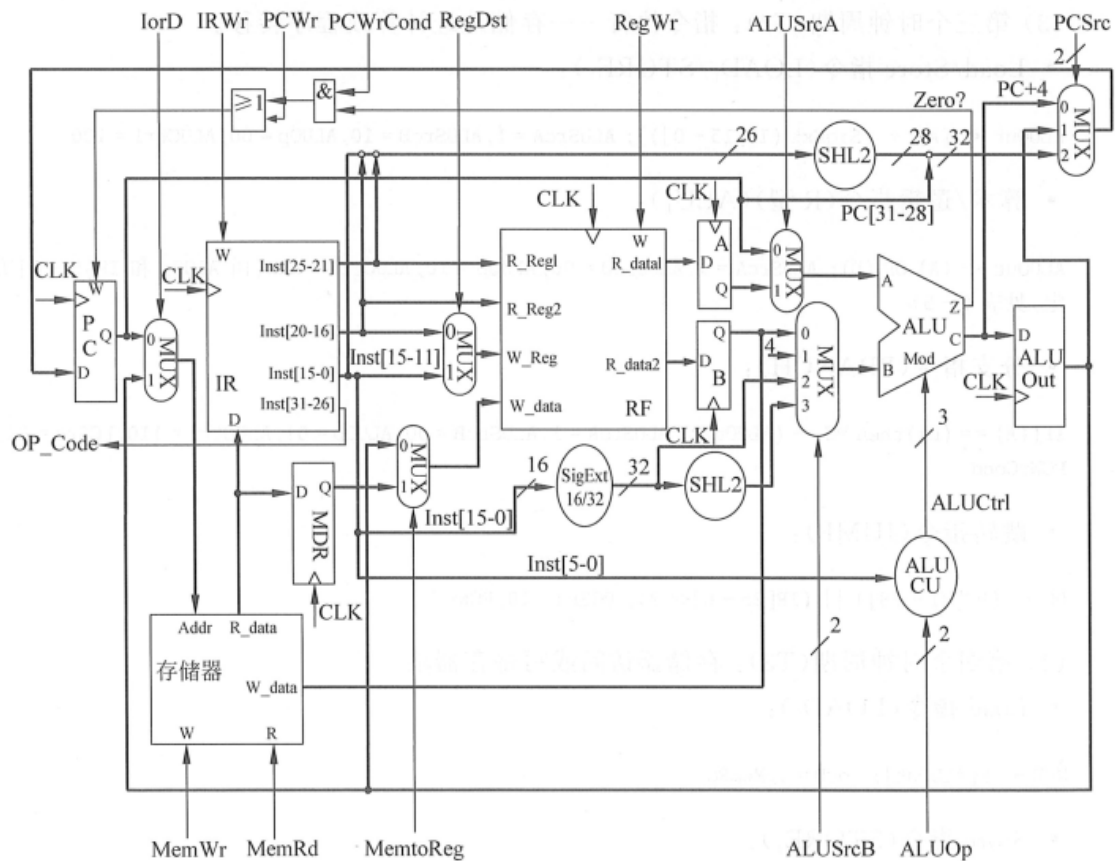 IorD IRWr PCWr PCWrCond RegDst RegWr ALUSrcA PCSrc
2
≥1 & Zero? PC+4
0
1
2
MUX
26 SHL2 28 32
PC[31-28]
CLK CLK
W Inst[25-21] R_Reg1 W R_data1 D A Q
0
1
MUX
CLK W CLK
P C Q D
0
1
MUX
IR
Inst[20-16] R_Reg2
Inst[15-11]
0
1
MUX
W_Reg R_data2 D B Q
4
0
1
2
3
MUX
A Z ALU C Mod B
D ALU Out CLK
Inst[15-0]
Inst[31-26]
D
W_data RF
OP_Code
CLK
3
0
1
MUX
D Q MDR
CLK
16 SigExt 16/32 32 SHL2
Inst[15-0]
ALUCtrl
Inst[5-0]
ALU CU
2 2
Addr R_data
存储器
W_data
W R
MemWr MemRd MemtoReg ALUSrcB ALUOp